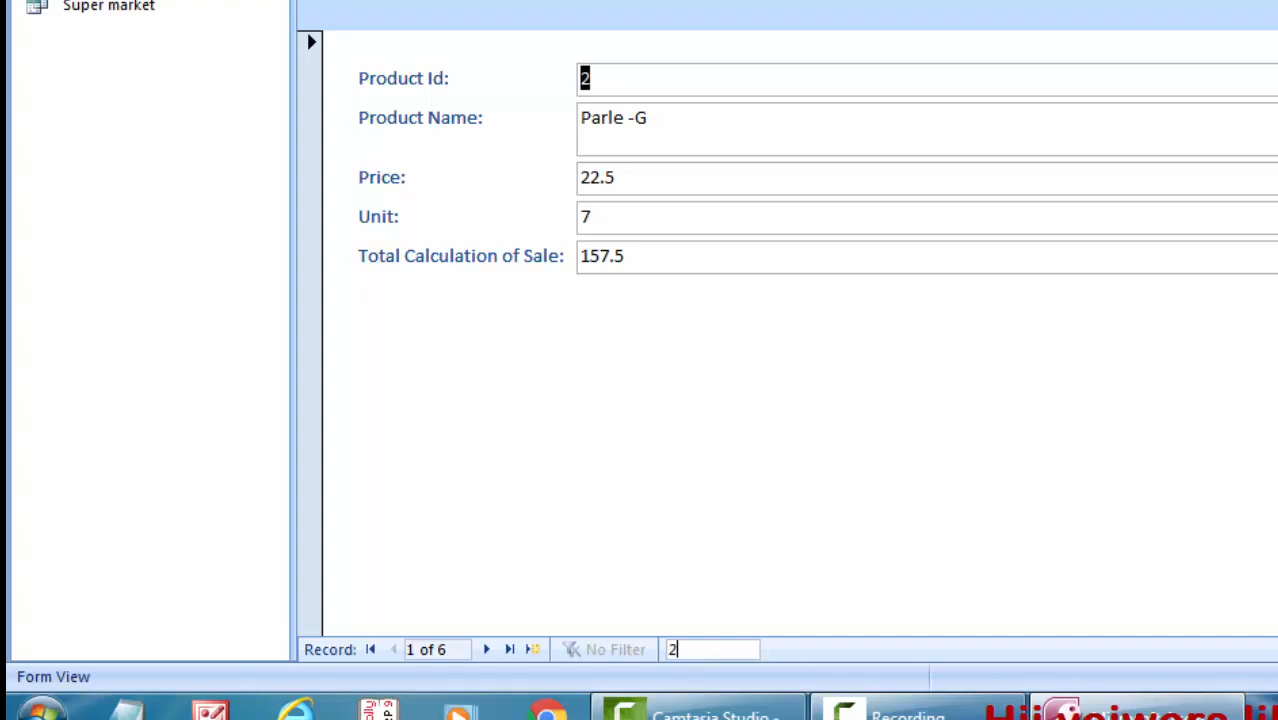 Super market
Product Id: 2
Product Name: Parle -G
Price: 22.5
Unit: 7
Total Calculation of Sale: 157.5
Record: 1 of 6 No Filter 2
Form View
Camtasia Studio - Recording